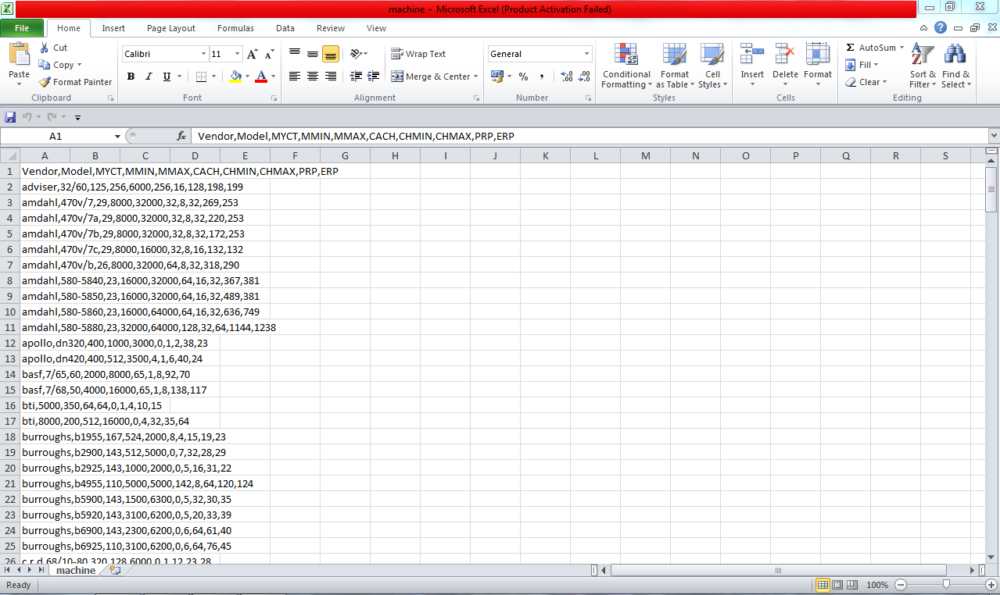 machine - Microsoft Excel (Product Activation Failed)
File Home Insert Page Layout Formulas Data Review View
Paste
Cut
Copy
Format Painter
Clipboard
Calibri 11
B I U
Font
Wrap Text
Merge & Center
Alignment
General
% ,
Number
Conditional Formatting
Format as Table
Cell Styles
Styles
Insert Delete Format
Cells
Σ AutoSum
Fill
Clear
Sort & Filter
Find & Select
Editing
A1 fx Vendor,Model,MYCT,MMIN,MMAX,CACH,CHMIN,CHMAX,PRP,ERP
A B C D E F G H I J K L M N O P Q R S
1 Vendor,Model,MYCT,MMIN,MMAX,CACH,CHMIN,CHMAX,PRP,ERP
2 adviser,32/60,125,256,6000,256,16,128,198,199
3 amdahl,470v/7,29,8000,32000,32,8,32,269,253
4 amdahl,470v/7a,29,8000,32000,32,8,32,220,253
5 amdahl,470v/7b,29,8000,32000,32,8,32,172,253
6 amdahl,470v/7c,29,8000,16000,32,8,16,132,132
7 amdahl,470v/b,26,8000,32000,64,8,32,318,290
8 amdahl,580-5840,23,16000,32000,64,16,32,367,381
9 amdahl,580-5850,23,16000,32000,64,16,32,489,381
10 amdahl,580-5860,23,16000,64000,64,16,32,636,749
11 amdahl,580-5880,23,32000,64000,128,32,64,1144,1238
12 apollo,dn320,400,1000,3000,0,1,2,38,23
13 apollo,dn420,400,512,3500,4,1,6,40,24
14 basf,7/65,60,2000,8000,65,1,8,92,70
15 basf,7/68,50,4000,16000,65,1,8,138,117
16 bti,5000,350,64,64,0,1,4,10,15
17 bti,8000,200,512,16000,0,4,32,35,64
18 burroughs,b1955,167,524,2000,8,4,15,19,23
19 burroughs,b2900,143,512,5000,0,7,32,28,29
20 burroughs,b2925,143,1000,2000,0,5,16,31,22
21 burroughs,b4955,110,5000,5000,142,8,64,120,124
22 burroughs,b5900,143,1500,6300,0,5,32,30,35
23 burroughs,b5920,143,3100,6200,0,5,20,33,39
24 burroughs,b6900,143,2300,6200,0,6,64,61,40
25 burroughs,b6925,110,3100,6200,0,6,64,76,45
26 c.r.d,68/10-80,320,128,6000,0,1,12,23,28
machine
Ready 100%